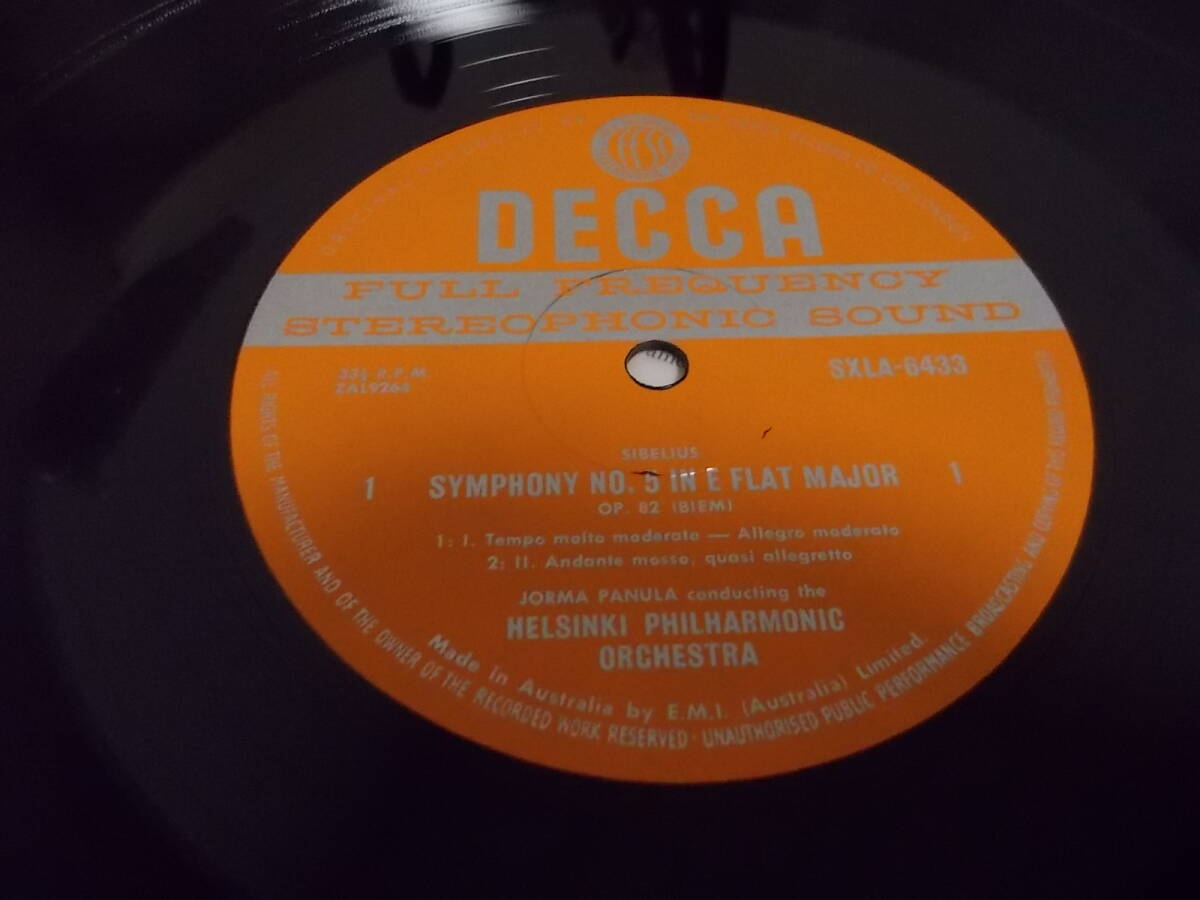 DECCA
FULL FREQUENCY
STEREOPHONIC SOUND
33⅓ R.P.M.
ZAL9264
SXLA-6433
SIBELIUS
1 SYMPHONY NO. 5 IN E FLAT MAJOR 1
OP. 82 (BIEM)
1: I. Tempo molto moderato — Allegro moderato
2: II. Andante mosso, quasi allegretto
JORMA PANULA conducting the
HELSINKI PHILHARMONIC
ORCHESTRA
Made in Australia by E.M.I. (Australia) Limited.
ALL RIGHTS OF THE MANUFACTURER AND OF THE OWNER OF THE RECORDED WORK RESERVED · UNAUTHORISED PUBLIC PERFORMANCE BROADCASTING AND COPYING OF THIS RECORD PROHIBITED